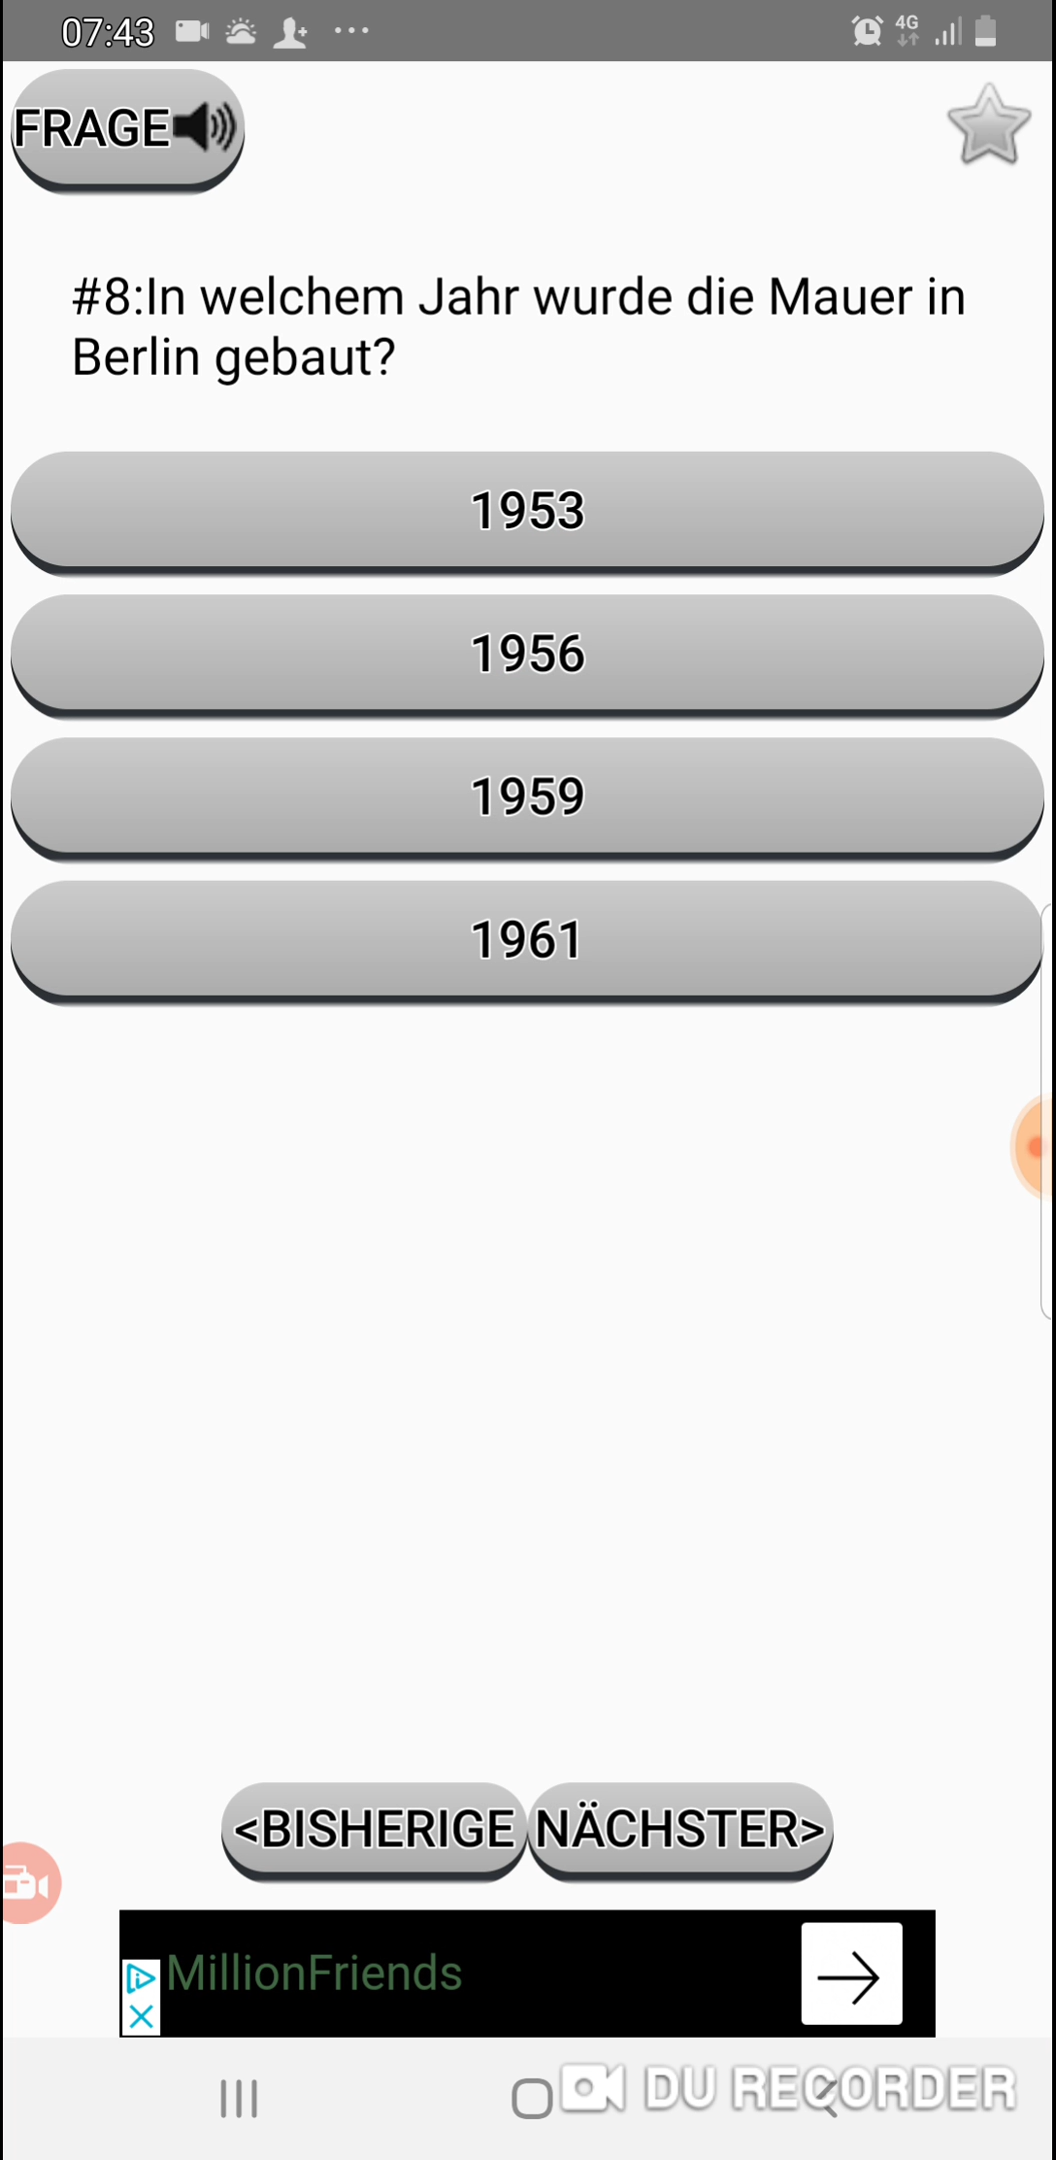 07:43
4G
FRAGE
#8:In welchem Jahr wurde die Mauer in
Berlin gebaut?
1953
1956
1959
1961
<BISHERIGE NÄCHSTER>
MillionFriends
DU RECORDER